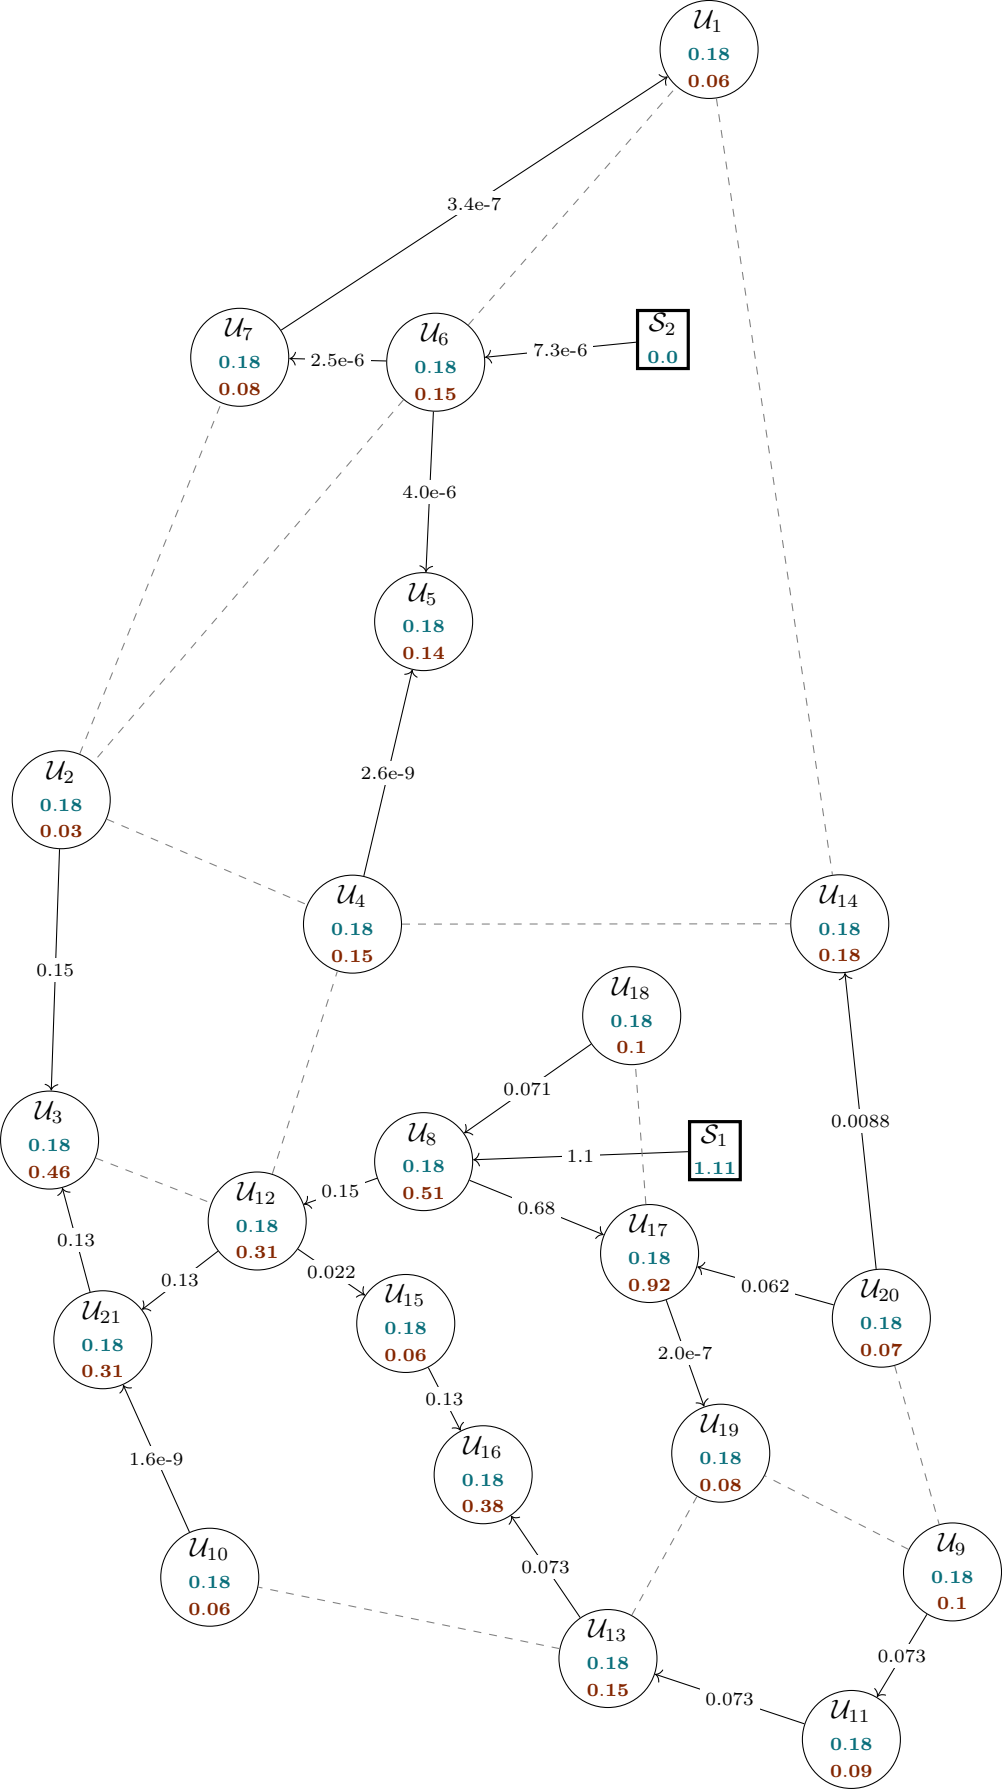 𝒰1
0.18
0.06
3.4e-7
𝒰7
0.18
0.08
2.5e-6
𝒰6
0.18
0.15
7.3e-6
𝒮2
0.0
4.0e-6
𝒰5
0.18
0.14
2.6e-9
𝒰2
0.18
0.03
𝒰4
0.18
0.15
𝒰14
0.18
0.18
0.15
𝒰18
0.18
0.1
0.071
0.0088
𝒰3
0.18
0.46
𝒰8
0.18
0.51
1.1
𝒮1
1.11
𝒰12
0.18
0.31
0.15
0.68
𝒰17
0.18
0.92
0.13
0.13
0.022
0.062
𝒰20
0.18
0.07
𝒰21
0.18
0.31
𝒰15
0.18
0.06
2.0e-7
0.13
𝒰19
0.18
0.08
1.6e-9
𝒰16
0.18
0.38
𝒰10
0.18
0.06
0.073
𝒰9
0.18
0.1
𝒰13
0.18
0.15
0.073
0.073
𝒰11
0.18
0.09